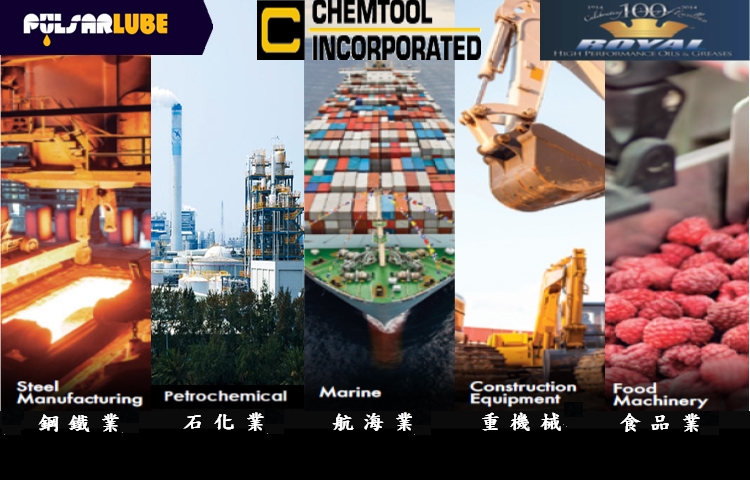 PULSARLUBE
CHEMTOOL
INCORPORATED
1914 Celebrating 100 2014
ROYAL
HIGH PERFORMANCE OILS & GREASES
Steel
Manufacturing
Petrochemical
Marine
Construction
Equipment
Food
Machinery
鋼鐵業
石化業
航海業
重機械
食品業